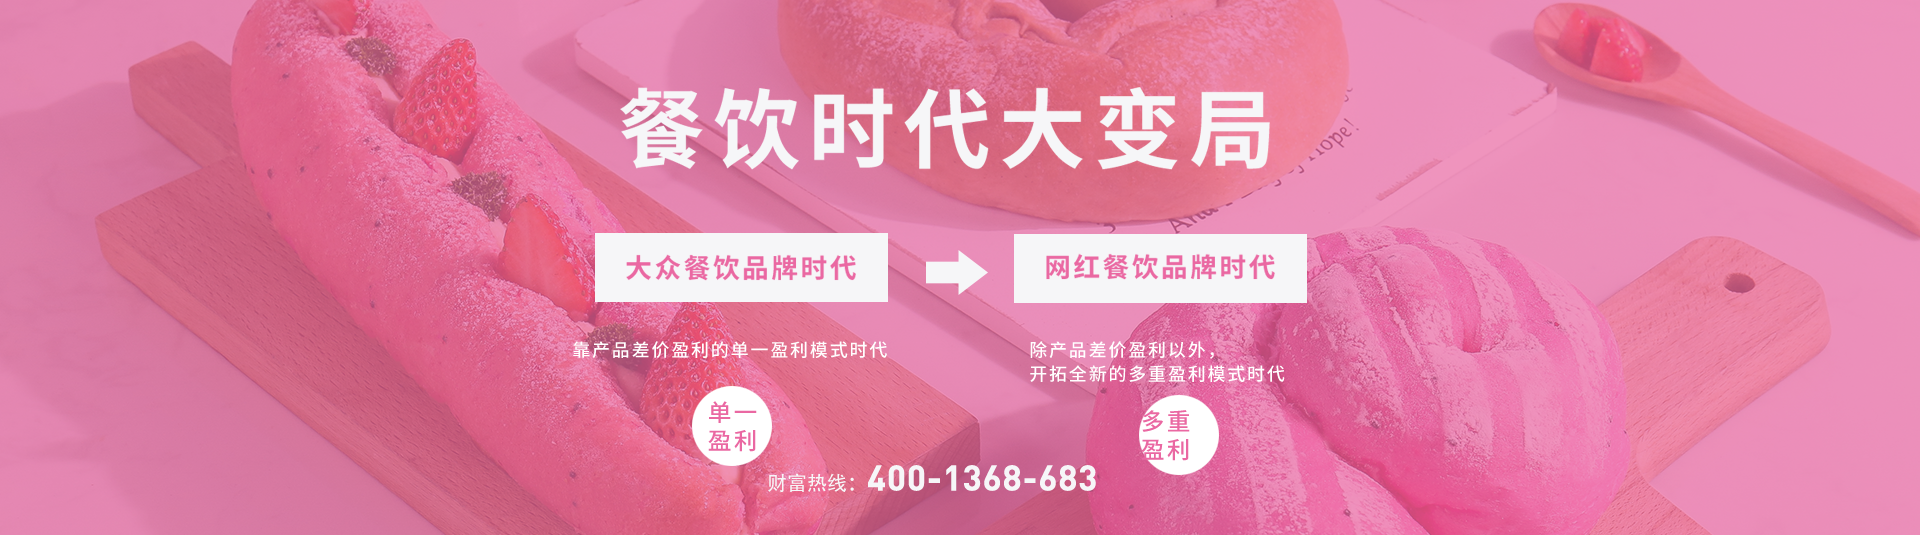 餐饮时代大变局
大众餐饮品牌时代
网红餐饮品牌时代
靠产品差价盈利的单一盈利模式时代
除产品差价盈利以外，
开拓全新的多重盈利模式时代
单一
盈利
多重
盈利
财富热线：400-1368-683
Hope!